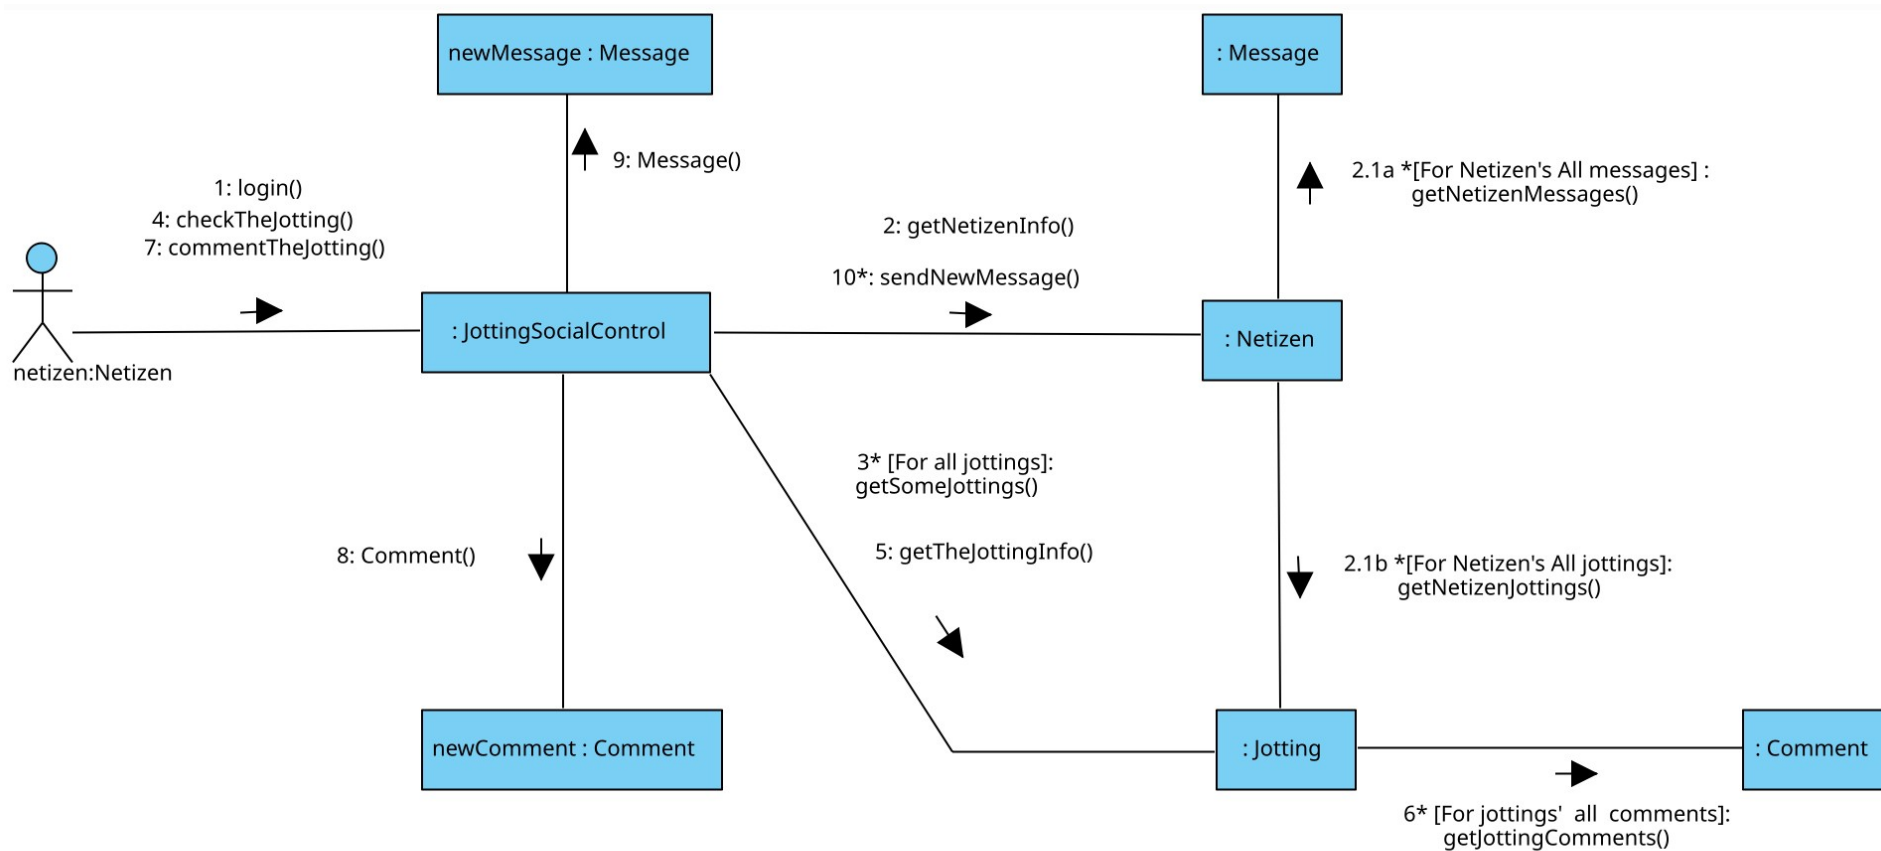 newMessage : Message
: Message
9: Message()
2.1a *[For Netizen's All messages] :
getNetizenMessages()
1: login()
4: checkTheJotting()
7: commentTheJotting()
2: getNetizenInfo()
10*: sendNewMessage()
: JottingSocialControl
: Netizen
netizen:Netizen
3* [For all jottings]:
getSomeJottings()
5: getTheJottingInfo()
8: Comment()
2.1b *[For Netizen's All jottings]:
getNetizenJottings()
newComment : Comment
: Jotting
: Comment
6* [For jottings'  all  comments]:
getJottingComments()